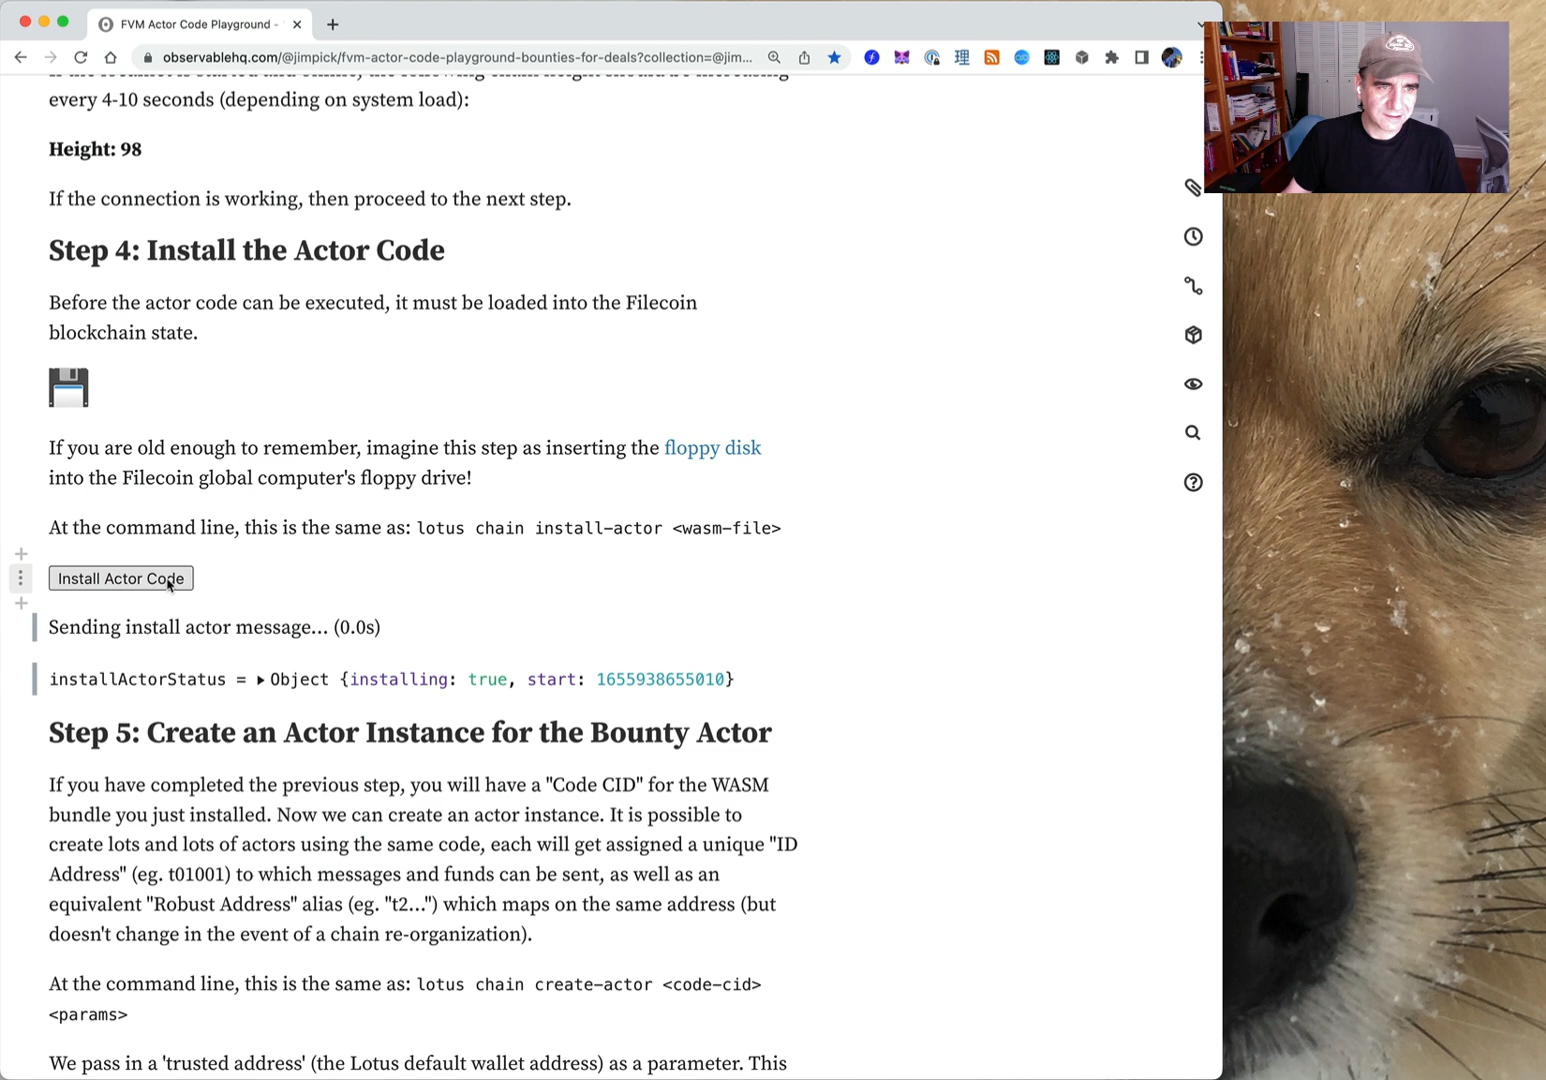 FVM Actor Code Playground -
observablehq.com/@jimpick/fvm-actor-code-playground-bounties-for-deals?collection=@jim...
every 4-10 seconds (depending on system load):
Height: 98
If the connection is working, then proceed to the next step.
Step 4: Install the Actor Code
Before the actor code can be executed, it must be loaded into the Filecoin
blockchain state.
If you are old enough to remember, imagine this step as inserting the floppy disk
into the Filecoin global computer's floppy drive!
At the command line, this is the same as: lotus chain install-actor <wasm-file>
Install Actor Code
Sending install actor message... (0.0s)
installActorStatus = ▸ Object {installing: true, start: 1655938655010}
Step 5: Create an Actor Instance for the Bounty Actor
If you have completed the previous step, you will have a "Code CID" for the WASM
bundle you just installed. Now we can create an actor instance. It is possible to
create lots and lots of actors using the same code, each will get assigned a unique "ID
Address" (eg. t01001) to which messages and funds can be sent, as well as an
equivalent "Robust Address" alias (eg. "t2...") which maps on the same address (but
doesn't change in the event of a chain re-organization).
At the command line, this is the same as: lotus chain create-actor <code-cid>
<params>
We pass in a 'trusted address' (the Lotus default wallet address) as a parameter. This